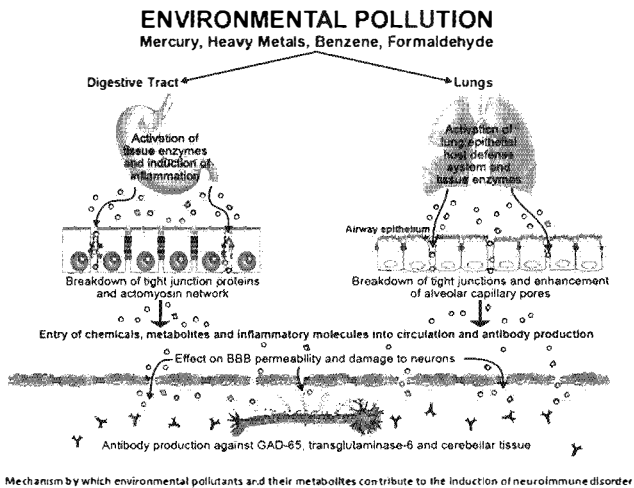 ENVIRONMENTAL POLLUTION
Mercury, Heavy Metals, Benzene, Formaldehyde
Digestive Tract
Lungs
Activation of
tissue enzymes
and induction of
inflammation
Activation of
lung epithelial
host defense
system and
tissue enzymes
Airway epithelium
Breakdown of tight junction proteins
and actomyosin network
Breakdown of tight junctions and enhancement
of alveolar capillary pores
Entry of chemicals, metabolites and inflammatory molecules into circulation and antibody production
Effect on BBB permeability and damage to neurons
Antibody production against GAD-65, transglutaminase-6 and cerebellar tissue
Mechanism by which environmental pollutants and their metabolites contribute to the induction of neuroimmune disorder